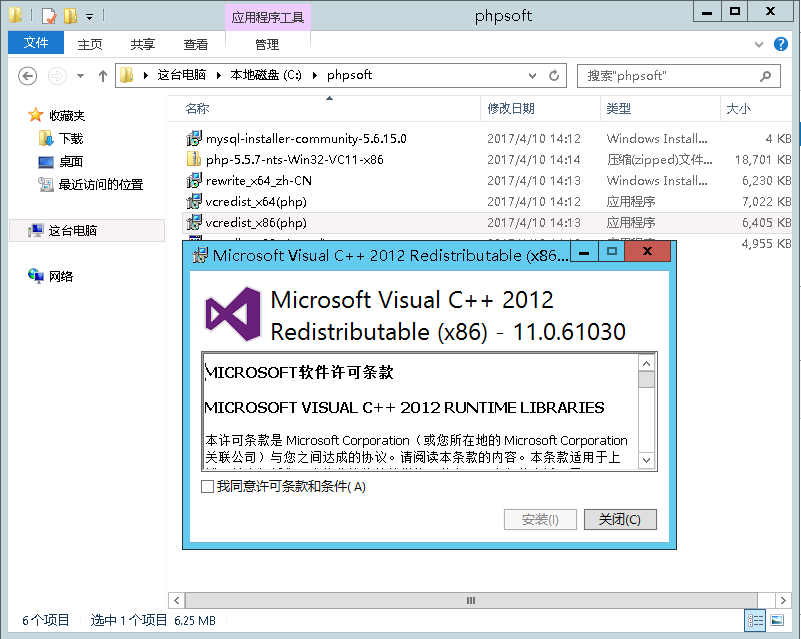 应用程序工具
phpsoft
文件
主页
共享
查看
管理
这台电脑
本地磁盘 (C:)
phpsoft
搜索"phpsoft"
收藏夹
下载
桌面
最近访问的位置
这台电脑
网络
名称
修改日期
类型
大小
mysql-installer-community-5.6.15.0
2017/4/10 14:12
Windows Install...
4 KB
php-5.5.7-nts-Win32-VC11-x86
2017/4/10 14:14
压缩(zipped)文件...
18,701 KB
rewrite_x64_zh-CN
2017/4/10 14:13
Windows Install...
6,230 KB
vcredist_x64(php)
2017/4/10 14:12
应用程序
7,022 KB
vcredist_x86(php)
2017/4/10 14:13
应用程序
6,405 KB
4,955 KB
Microsoft Visual C++ 2012 Redistributable (x86...
Microsoft Visual C++ 2012
Redistributable (x86) - 11.0.61030
MICROSOFT软件许可条款
MICROSOFT VISUAL C++ 2012 RUNTIME LIBRARIES
本许可条款是 Microsoft Corporation（或您所在地的 Microsoft Corporation
关联公司）与您之间达成的协议。请阅读本条款的内容。本条款适用于上
我同意许可条款和条件(A)
安装(I)
关闭(C)
6 个项目
选中 1 个项目 6.25 MB